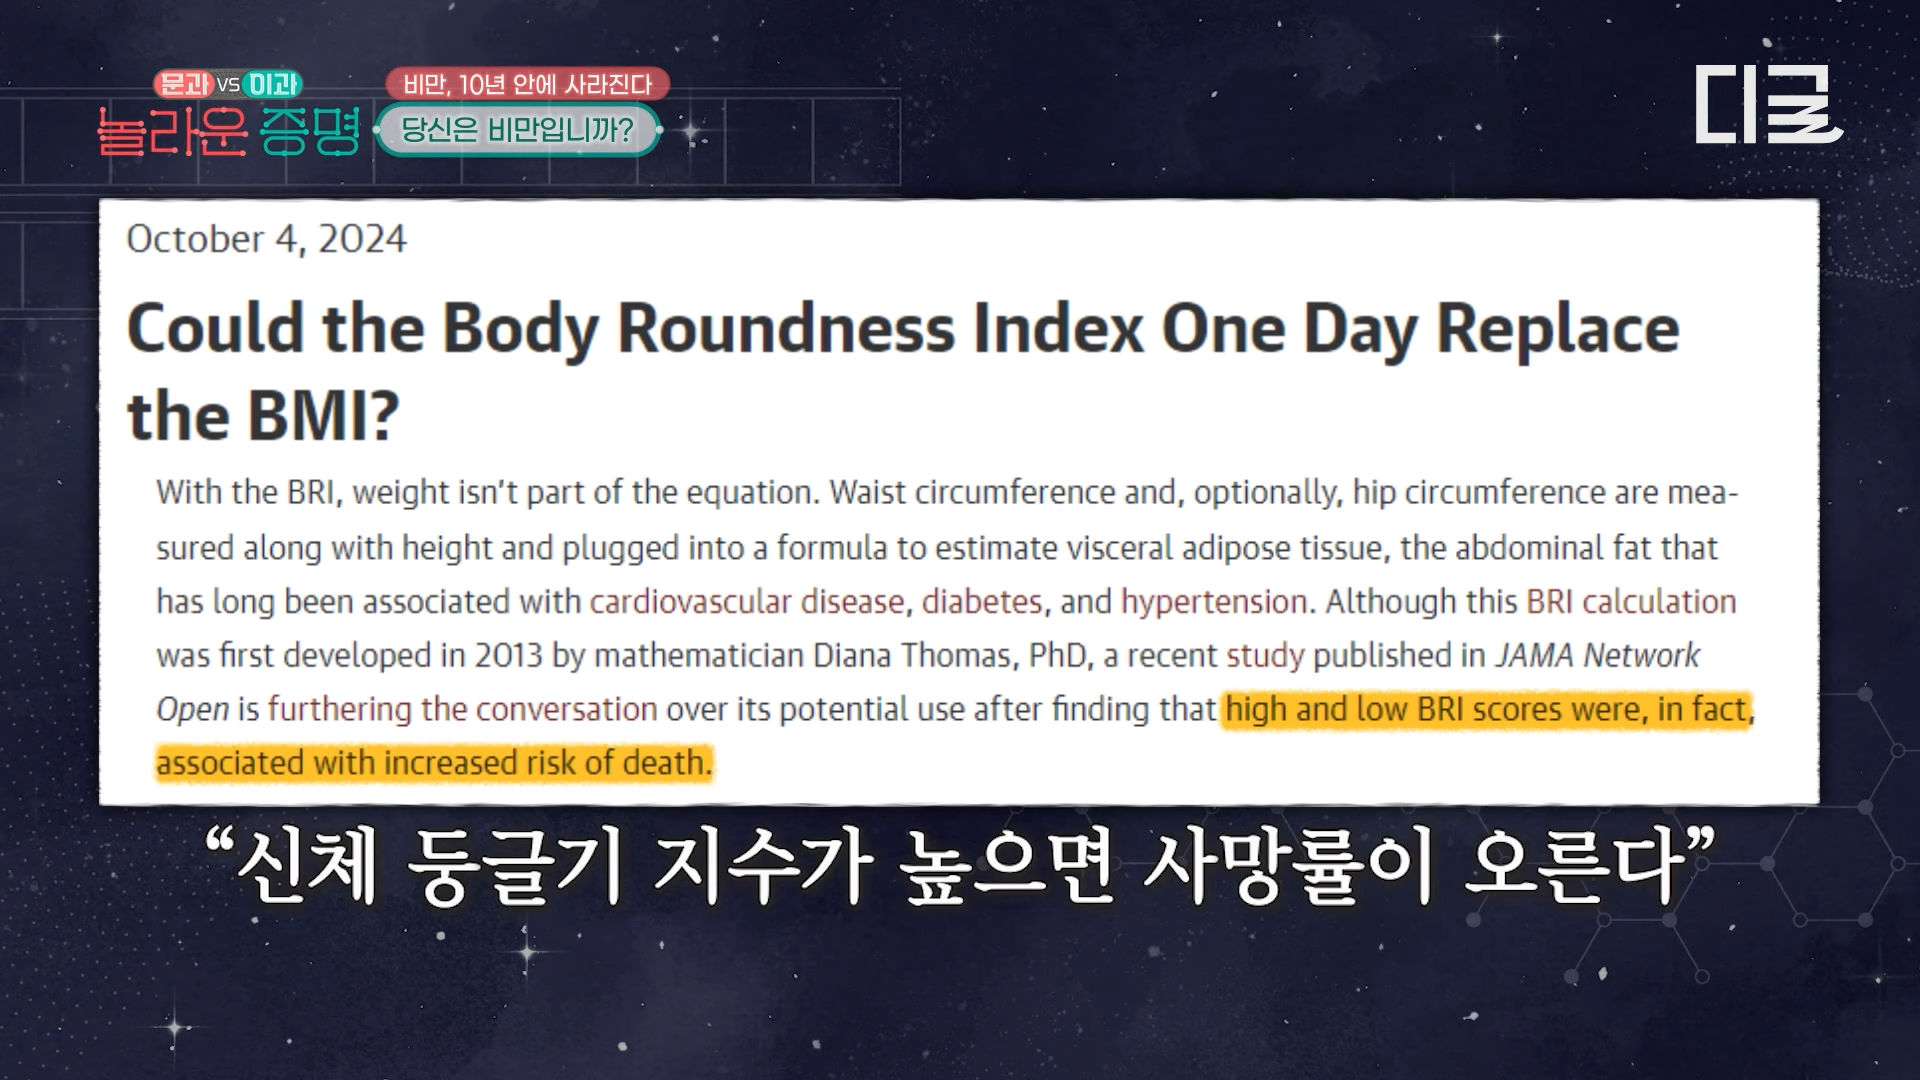 문과 VS 이과
놀라운 증명
비만, 10년 안에 사라진다
당신은 비만입니까?
디글
October 4, 2024
Could the Body Roundness Index One Day Replace
the BMI?
With the BRI, weight isn't part of the equation. Waist circumference and, optionally, hip circumference are mea-
sured along with height and plugged into a formula to estimate visceral adipose tissue, the abdominal fat that
has long been associated with cardiovascular disease, diabetes, and hypertension. Although this BRI calculation
was first developed in 2013 by mathematician Diana Thomas, PhD, a recent study published in JAMA Network
Open is furthering the conversation over its potential use after finding that high and low BRI scores were, in fact,
associated with increased risk of death.
“신체 둥글기 지수가 높으면 사망률이 오른다”